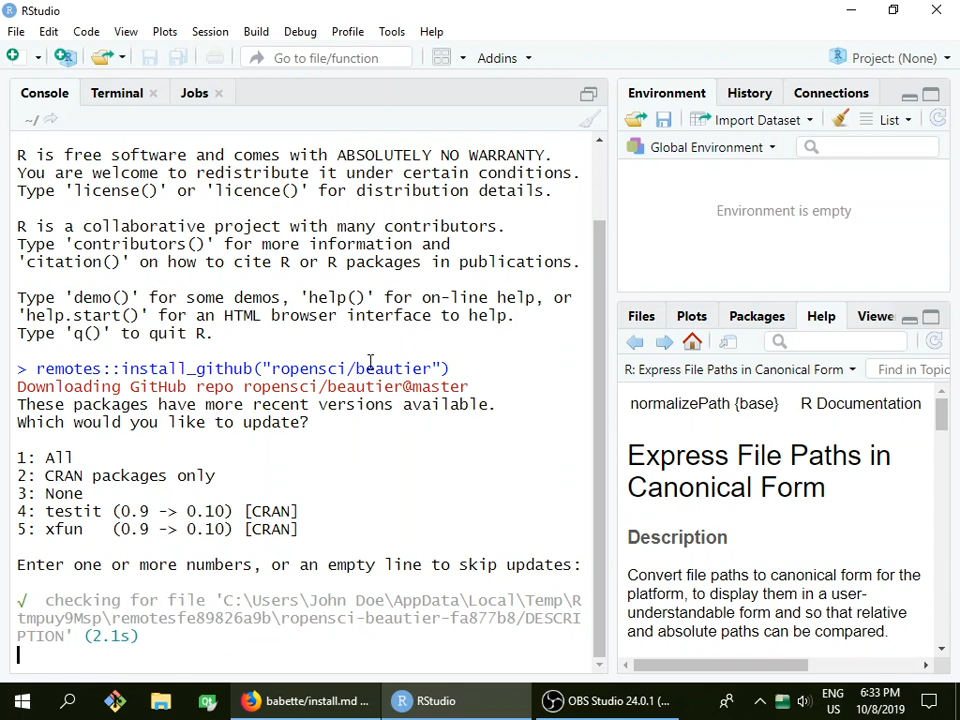 RStudio
File Edit Code View Plots Session Build Debug Profile Tools Help
Go to file/function Addins Project: (None)
Console Terminal Jobs
~/
R is free software and comes with ABSOLUTELY NO WARRANTY.
You are welcome to redistribute it under certain conditions.
Type 'license()' or 'licence()' for distribution details.
R is a collaborative project with many contributors.
Type 'contributors()' for more information and
'citation()' on how to cite R or R packages in publications.
Type 'demo()' for some demos, 'help()' for on-line help, or
'help.start()' for an HTML browser interface to help.
Type 'q()' to quit R.
> remotes::install_github("ropensci/beautier")
Downloading GitHub repo ropensci/beautier@master
These packages have more recent versions available.
Which would you like to update?
1: All
2: CRAN packages only
3: None
4: testit (0.9 -> 0.10) [CRAN]
5: xfun (0.9 -> 0.10) [CRAN]
Enter one or more numbers, or an empty line to skip updates:
√ checking for file 'C:\Users\John Doe\AppData\Local\Temp\R
tmpuy9Msp\remotesfe89826a9b\ropensci-beautier-fa877b8/DESCRI
PTION' (2.1s)
Environment History Connections
Import Dataset List
Global Environment
Environment is empty
Files Plots Packages Help Viewe
R: Express File Paths in Canonical Form Find in Topic
normalizePath {base} R Documentation
Express File Paths in
Canonical Form
Description
Convert file paths to canonical form for the
platform, to display them in a user-
understandable form and so that relative
and absolute paths can be compared.
babette/install.md ... RStudio OBS Studio 24.0.1 (... ENG US 6:33 PM 10/8/2019